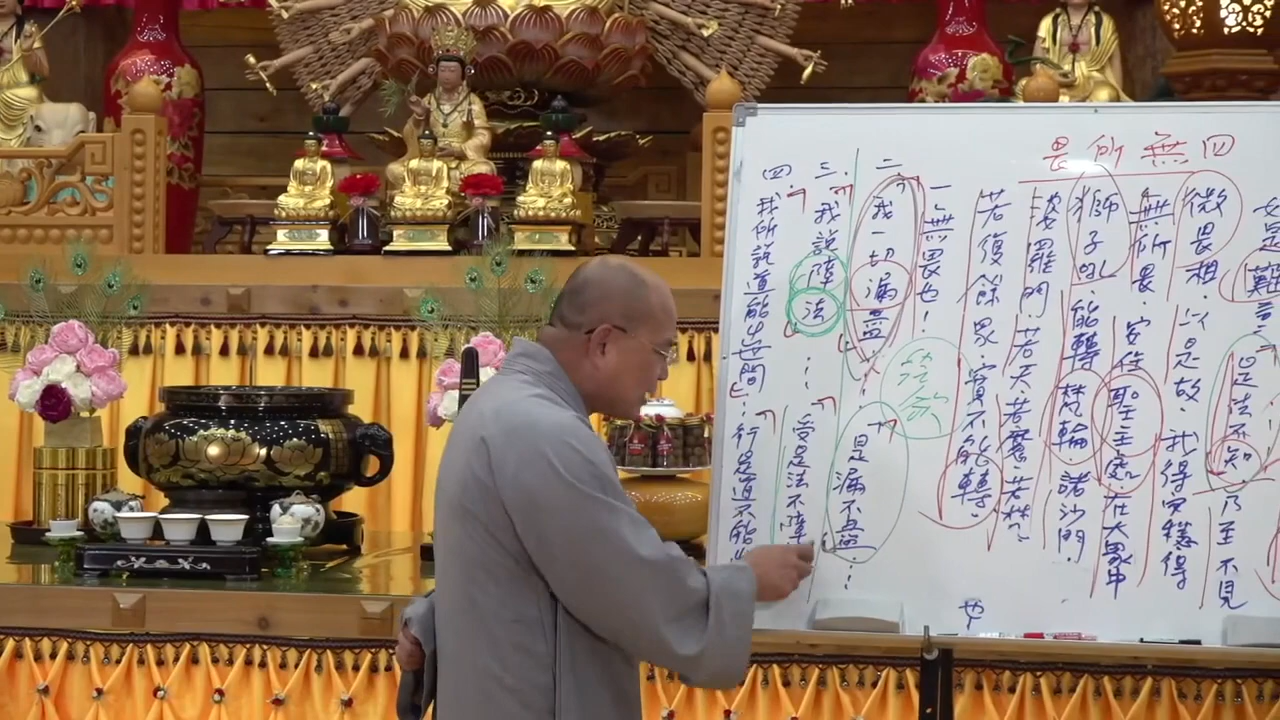 四無所畏
是難言:「是法不知」乃至不見
微畏相.以是故.我得安穩得
無所畏.安住聖主處.在大眾中
獅子吼.能轉梵輪.諸沙門
婆羅門.若天.若魔.若梵
若復餘眾.實不能轉
一無畏也!
二.「我一切漏盡」:「是漏不盡」:
三.「我說障法」:「受是法不障
四我所說道能出世間」:「行是道不能出
等等
也